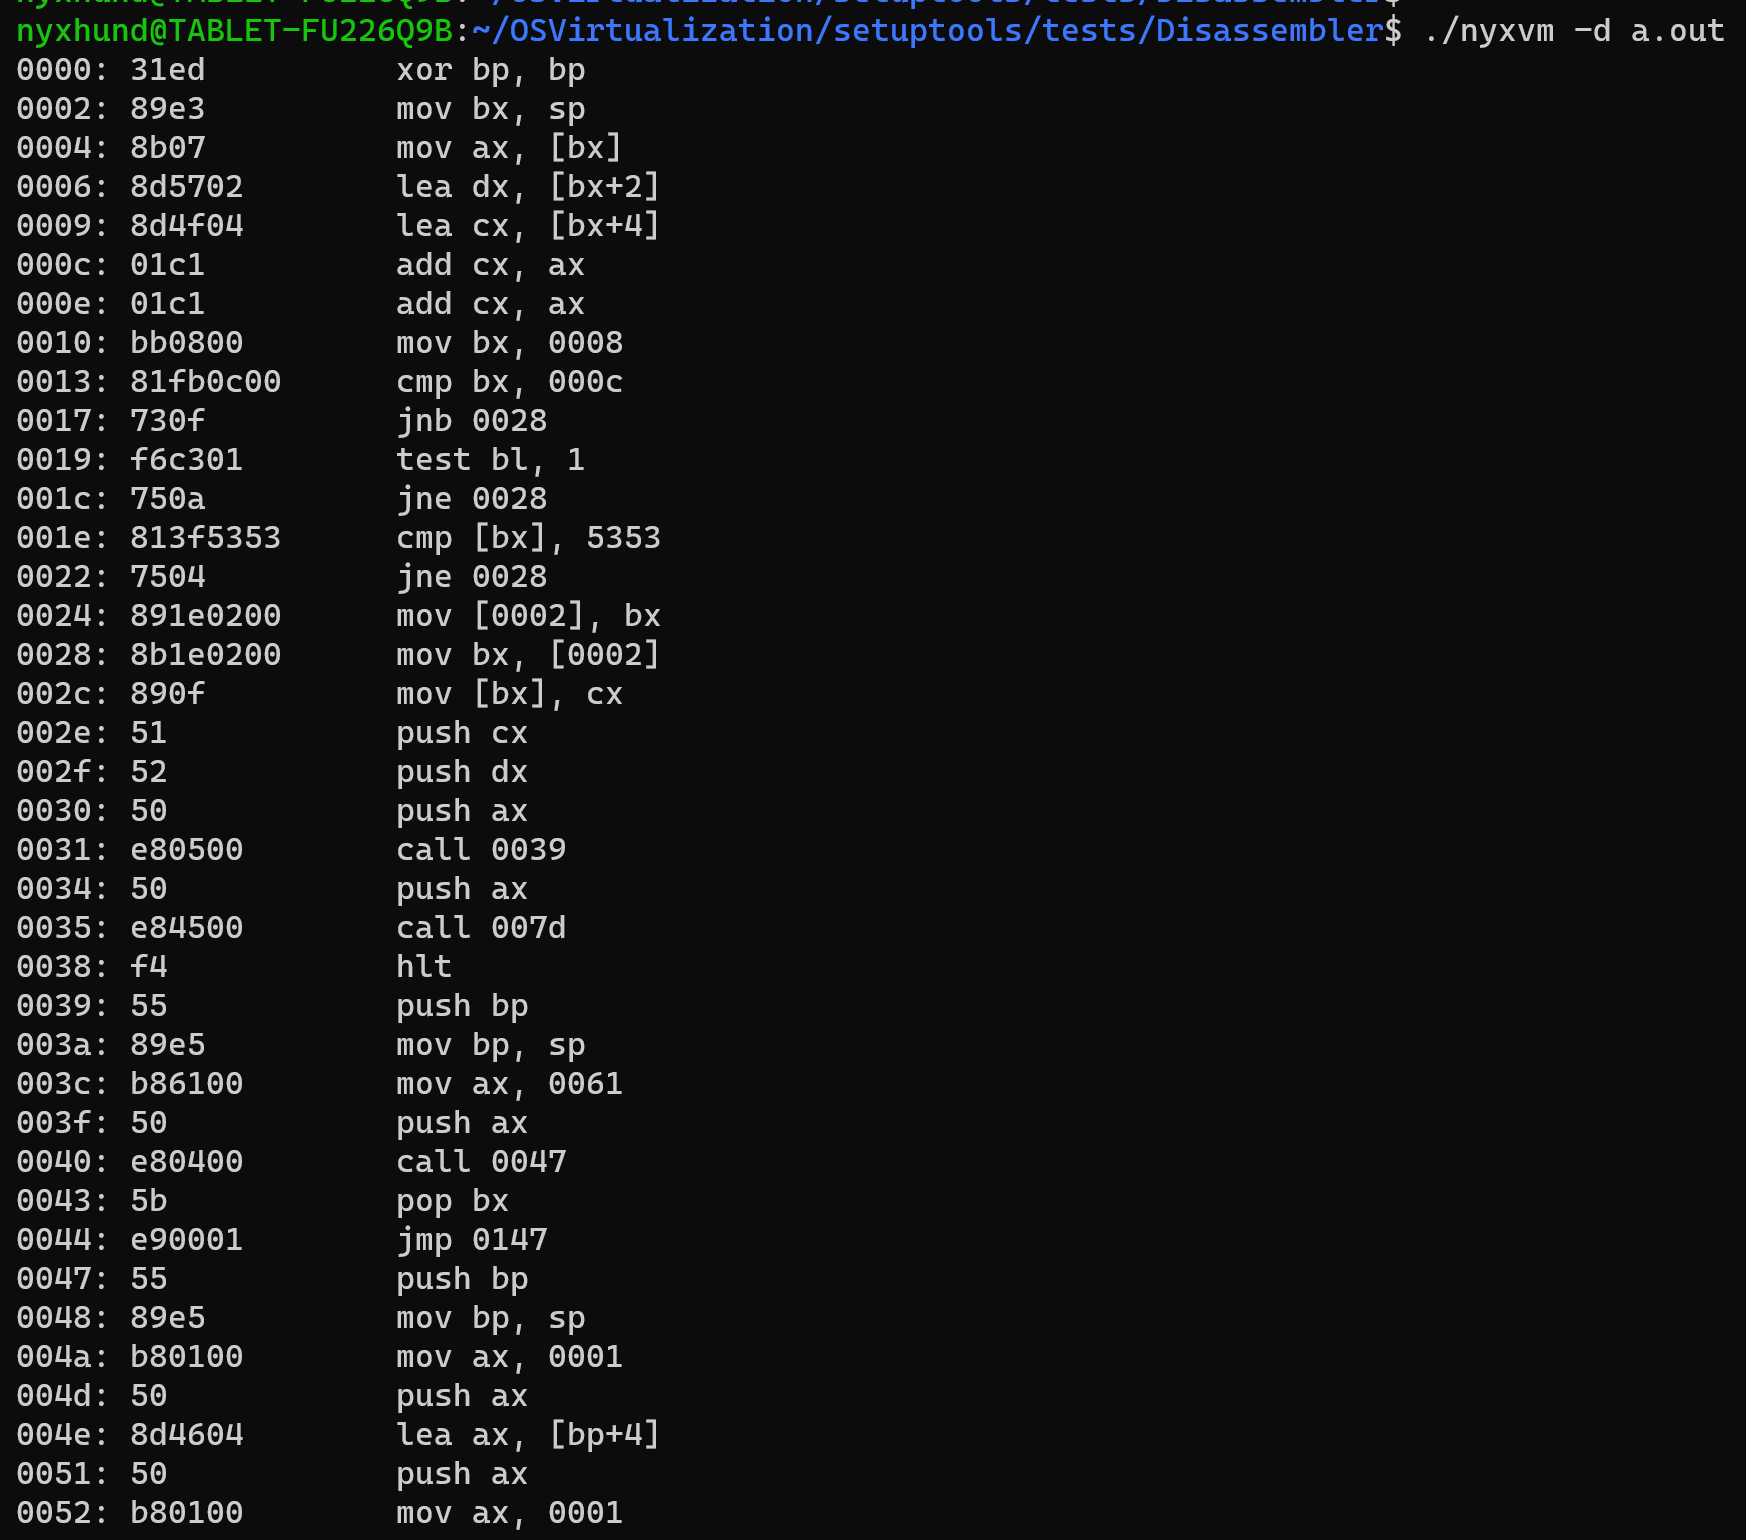 nyxhund@TABLET-FU226Q9B:~/OSVirtualization/setuptools/tests/Disassembler$
nyxhund@TABLET-FU226Q9B:~/OSVirtualization/setuptools/tests/Disassembler$ ./nyxvm -d a.out
0000: 31ed          xor bp, bp
0002: 89e3          mov bx, sp
0004: 8b07          mov ax, [bx]
0006: 8d5702        lea dx, [bx+2]
0009: 8d4f04        lea cx, [bx+4]
000c: 01c1          add cx, ax
000e: 01c1          add cx, ax
0010: bb0800        mov bx, 0008
0013: 81fb0c00      cmp bx, 000c
0017: 730f          jnb 0028
0019: f6c301        test bl, 1
001c: 750a          jne 0028
001e: 813f5353      cmp [bx], 5353
0022: 7504          jne 0028
0024: 891e0200      mov [0002], bx
0028: 8b1e0200      mov bx, [0002]
002c: 890f          mov [bx], cx
002e: 51            push cx
002f: 52            push dx
0030: 50            push ax
0031: e80500        call 0039
0034: 50            push ax
0035: e84500        call 007d
0038: f4            hlt
0039: 55            push bp
003a: 89e5          mov bp, sp
003c: b86100        mov ax, 0061
003f: 50            push ax
0040: e80400        call 0047
0043: 5b            pop bx
0044: e90001        jmp 0147
0047: 55            push bp
0048: 89e5          mov bp, sp
004a: b80100        mov ax, 0001
004d: 50            push ax
004e: 8d4604        lea ax, [bp+4]
0051: 50            push ax
0052: b80100        mov ax, 0001